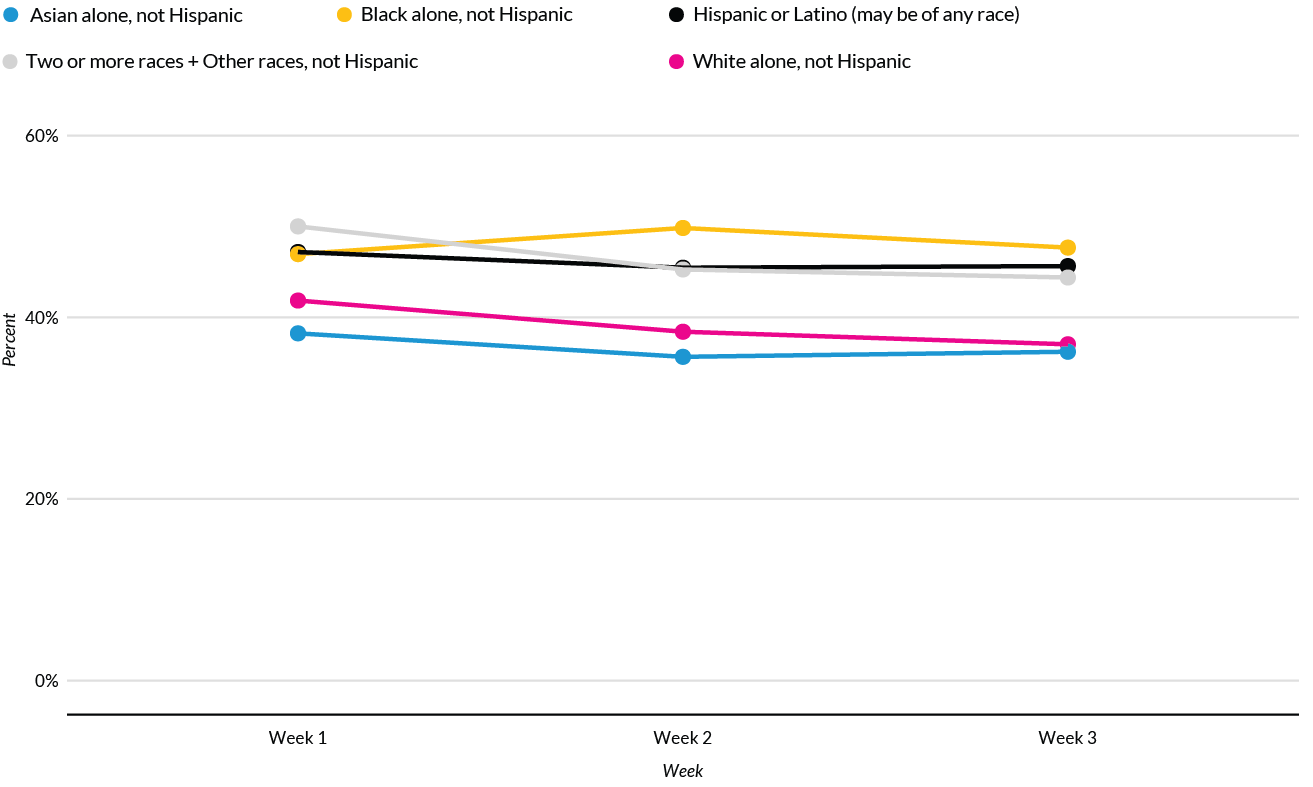 Asian alone, not Hispanic
Black alone, not Hispanic
Hispanic or Latino (may be of any race)
Two or more races + Other races, not Hispanic
White alone, not Hispanic
60%
40%
20%
0%
Percent
Week 1
Week 2
Week 3
Week